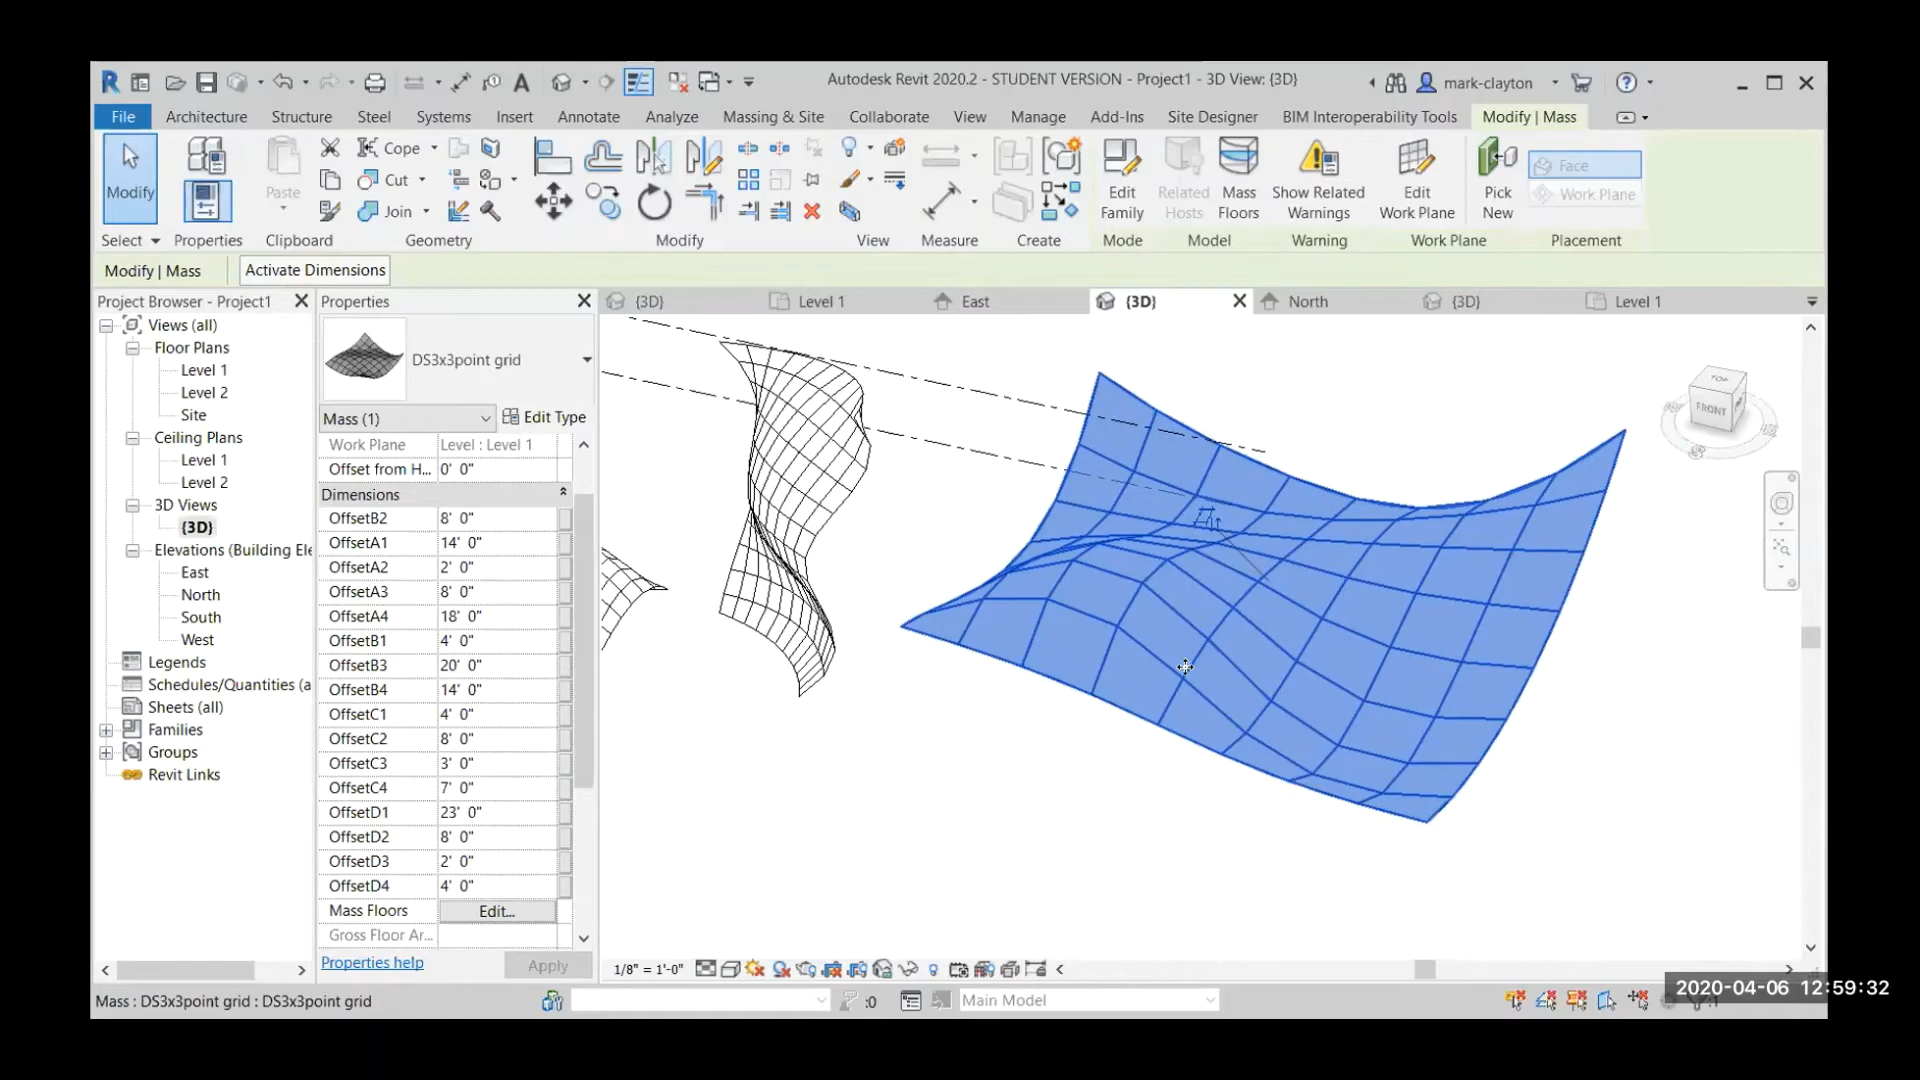 Autodesk Revit 2020.2 - STUDENT VERSION - Project1 - 3D View: {3D}
mark-clayton
File Architecture Structure Steel Systems Insert Annotate Analyze Massing & Site Collaborate View Manage Add-Ins Site Designer BIM Interoperability Tools Modify | Mass
Modify
Paste
Cope
Cut
Join
Edit Family
Related Hosts
Mass Floors
Show Related Warnings
Edit Work Plane
Pick New
Face
Work Plane
Select Properties Clipboard Geometry Modify View Measure Create Mode Model Warning Work Plane Placement
Modify | Mass Activate Dimensions
Project Browser - Project1
Views (all)
Floor Plans
Level 1
Level 2
Site
Ceiling Plans
Level 1
Level 2
3D Views
{3D}
Elevations (Building Ele
East
North
South
West
Legends
Schedules/Quantities (a
Sheets (all)
Families
Groups
Revit Links
Properties
DS3x3point grid
Mass (1) Edit Type
Work Plane Level : Level 1
Offset from H... 0' 0"
Dimensions
OffsetB2 8' 0"
OffsetA1 14' 0"
OffsetA2 2' 0"
OffsetA3 8' 0"
OffsetA4 18' 0"
OffsetB1 4' 0"
OffsetB3 20' 0"
OffsetB4 14' 0"
OffsetC1 4' 0"
OffsetC2 8' 0"
OffsetC3 3' 0"
OffsetC4 7' 0"
OffsetD1 23' 0"
OffsetD2 8' 0"
OffsetD3 2' 0"
OffsetD4 4' 0"
Mass Floors Edit...
Gross Floor Ar...
Properties help Apply
{3D} Level 1 East {3D} North {3D} Level 1
TOP
FRONT
1/8" = 1'-0"
Mass : DS3x3point grid : DS3x3point grid
:0
Main Model
2020-04-06 12:59:32